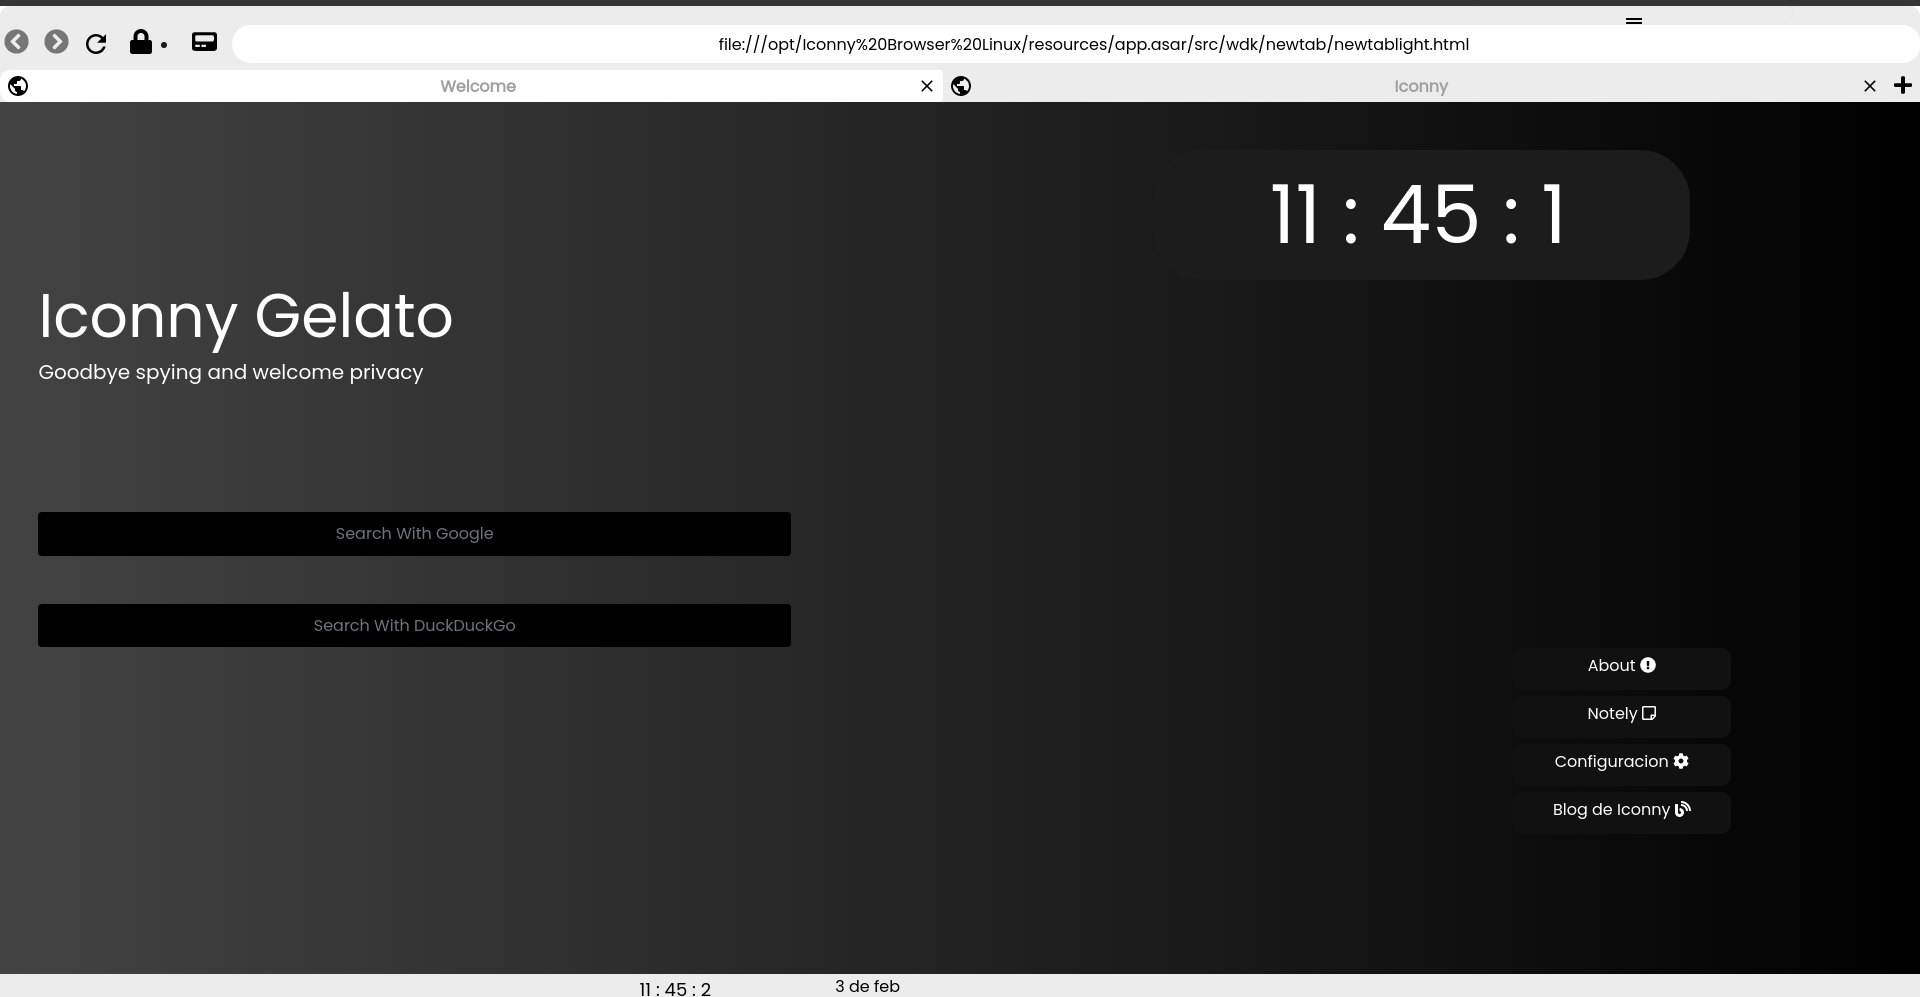 file:///opt/Iconny%20Browser%20Linux/resources/app.asar/src/wdk/newtab/newtablight.html
Welcome
Iconny
11 : 45 : 1
Iconny Gelato
Goodbye spying and welcome privacy
Search With Google
Search With DuckDuckGo
About
Notely
Configuracion
Blog de Iconny
11 : 45 : 2
3 de feb